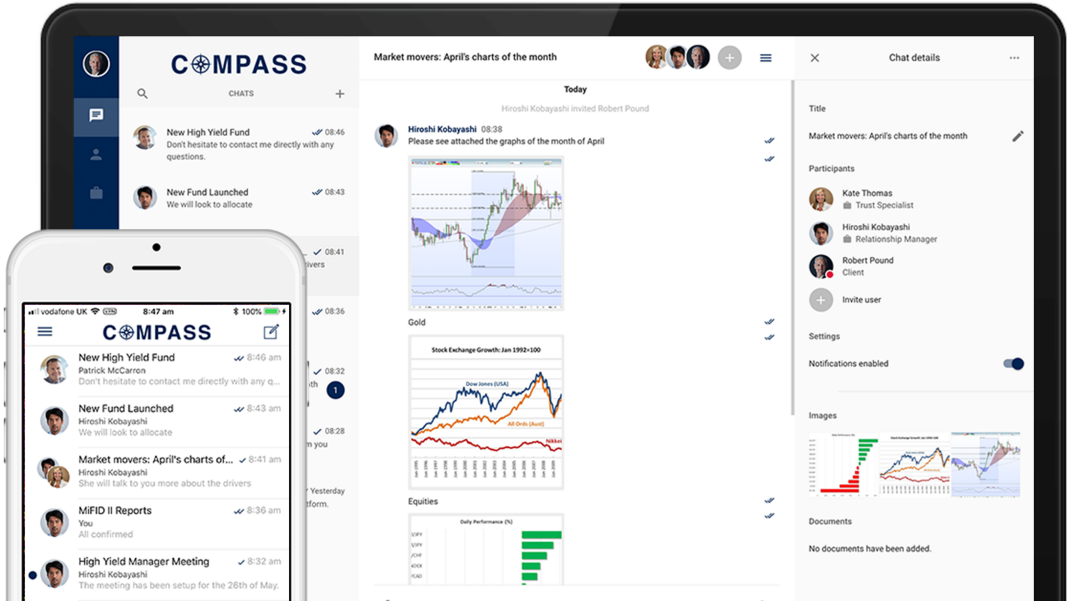 COMPASS
CHATS
New High Yield Fund
08:46
Don't hesitate to contact me directly with any
questions.
New Fund Launched
08:43
We will look to allocate
08:41
08:36
08:32
1
08:28
Yesterday
Market movers: April's charts of the month
Today
Hiroshi Kobayashi invited Robert Pound
Hiroshi Kobayashi 08:38
Please see attached the graphs of the month of April
Gold
Stock Exchange Growth: Jan 1992=100
Dow Jones (USA)
All Ords (Aust)
Nikkei
Equities
Daily Performance (%)
Chat details
Title
Market movers: April's charts of the month
Participants
Kate Thomas
Trust Specialist
Hiroshi Kobayashi
Relationship Manager
Robert Pound
Client
Invite user
Settings
Notifications enabled
Images
Documents
No documents have been added.
vodafone UK
8:47 am
100%
COMPASS
New High Yield Fund
8:46 am
Patrick McCarron
Don't hesitate to contact me directly with any q...
New Fund Launched
8:43 am
Hiroshi Kobayashi
We will look to allocate
Market movers: April's charts of...
8:41 am
Hiroshi Kobayashi
She will talk to you more about the drivers
MiFID II Reports
8:36 am
You
All confirmed
High Yield Manager Meeting
8:32 am
Hiroshi Kobayashi
The meeting has been setup for the 26th of May.